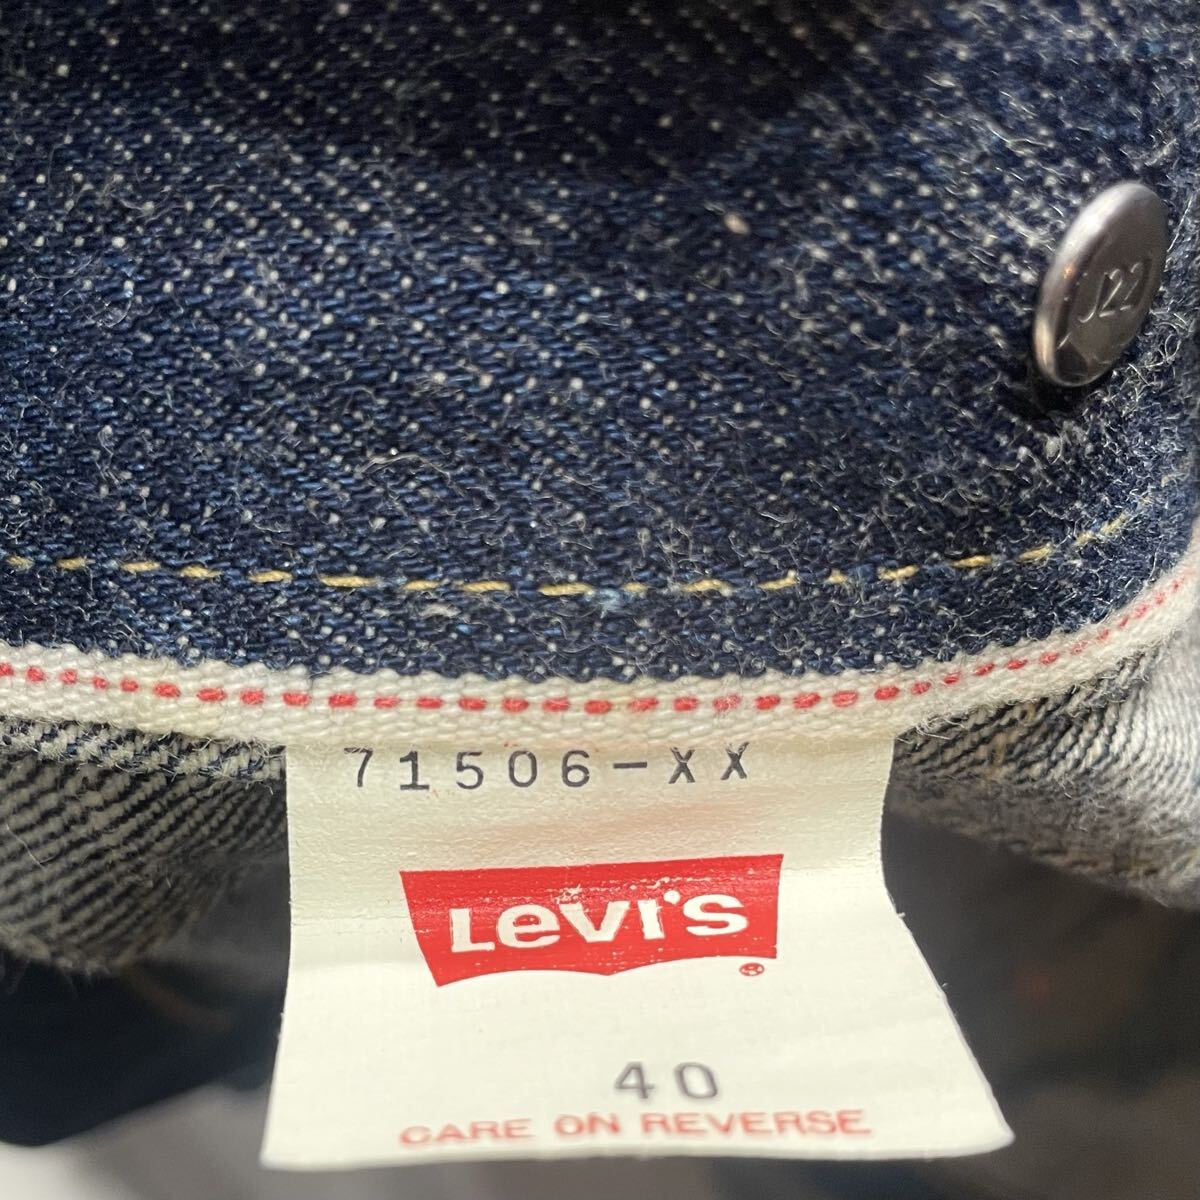 J22
71506-XX
Levi's®
40
CARE ON REVERSE